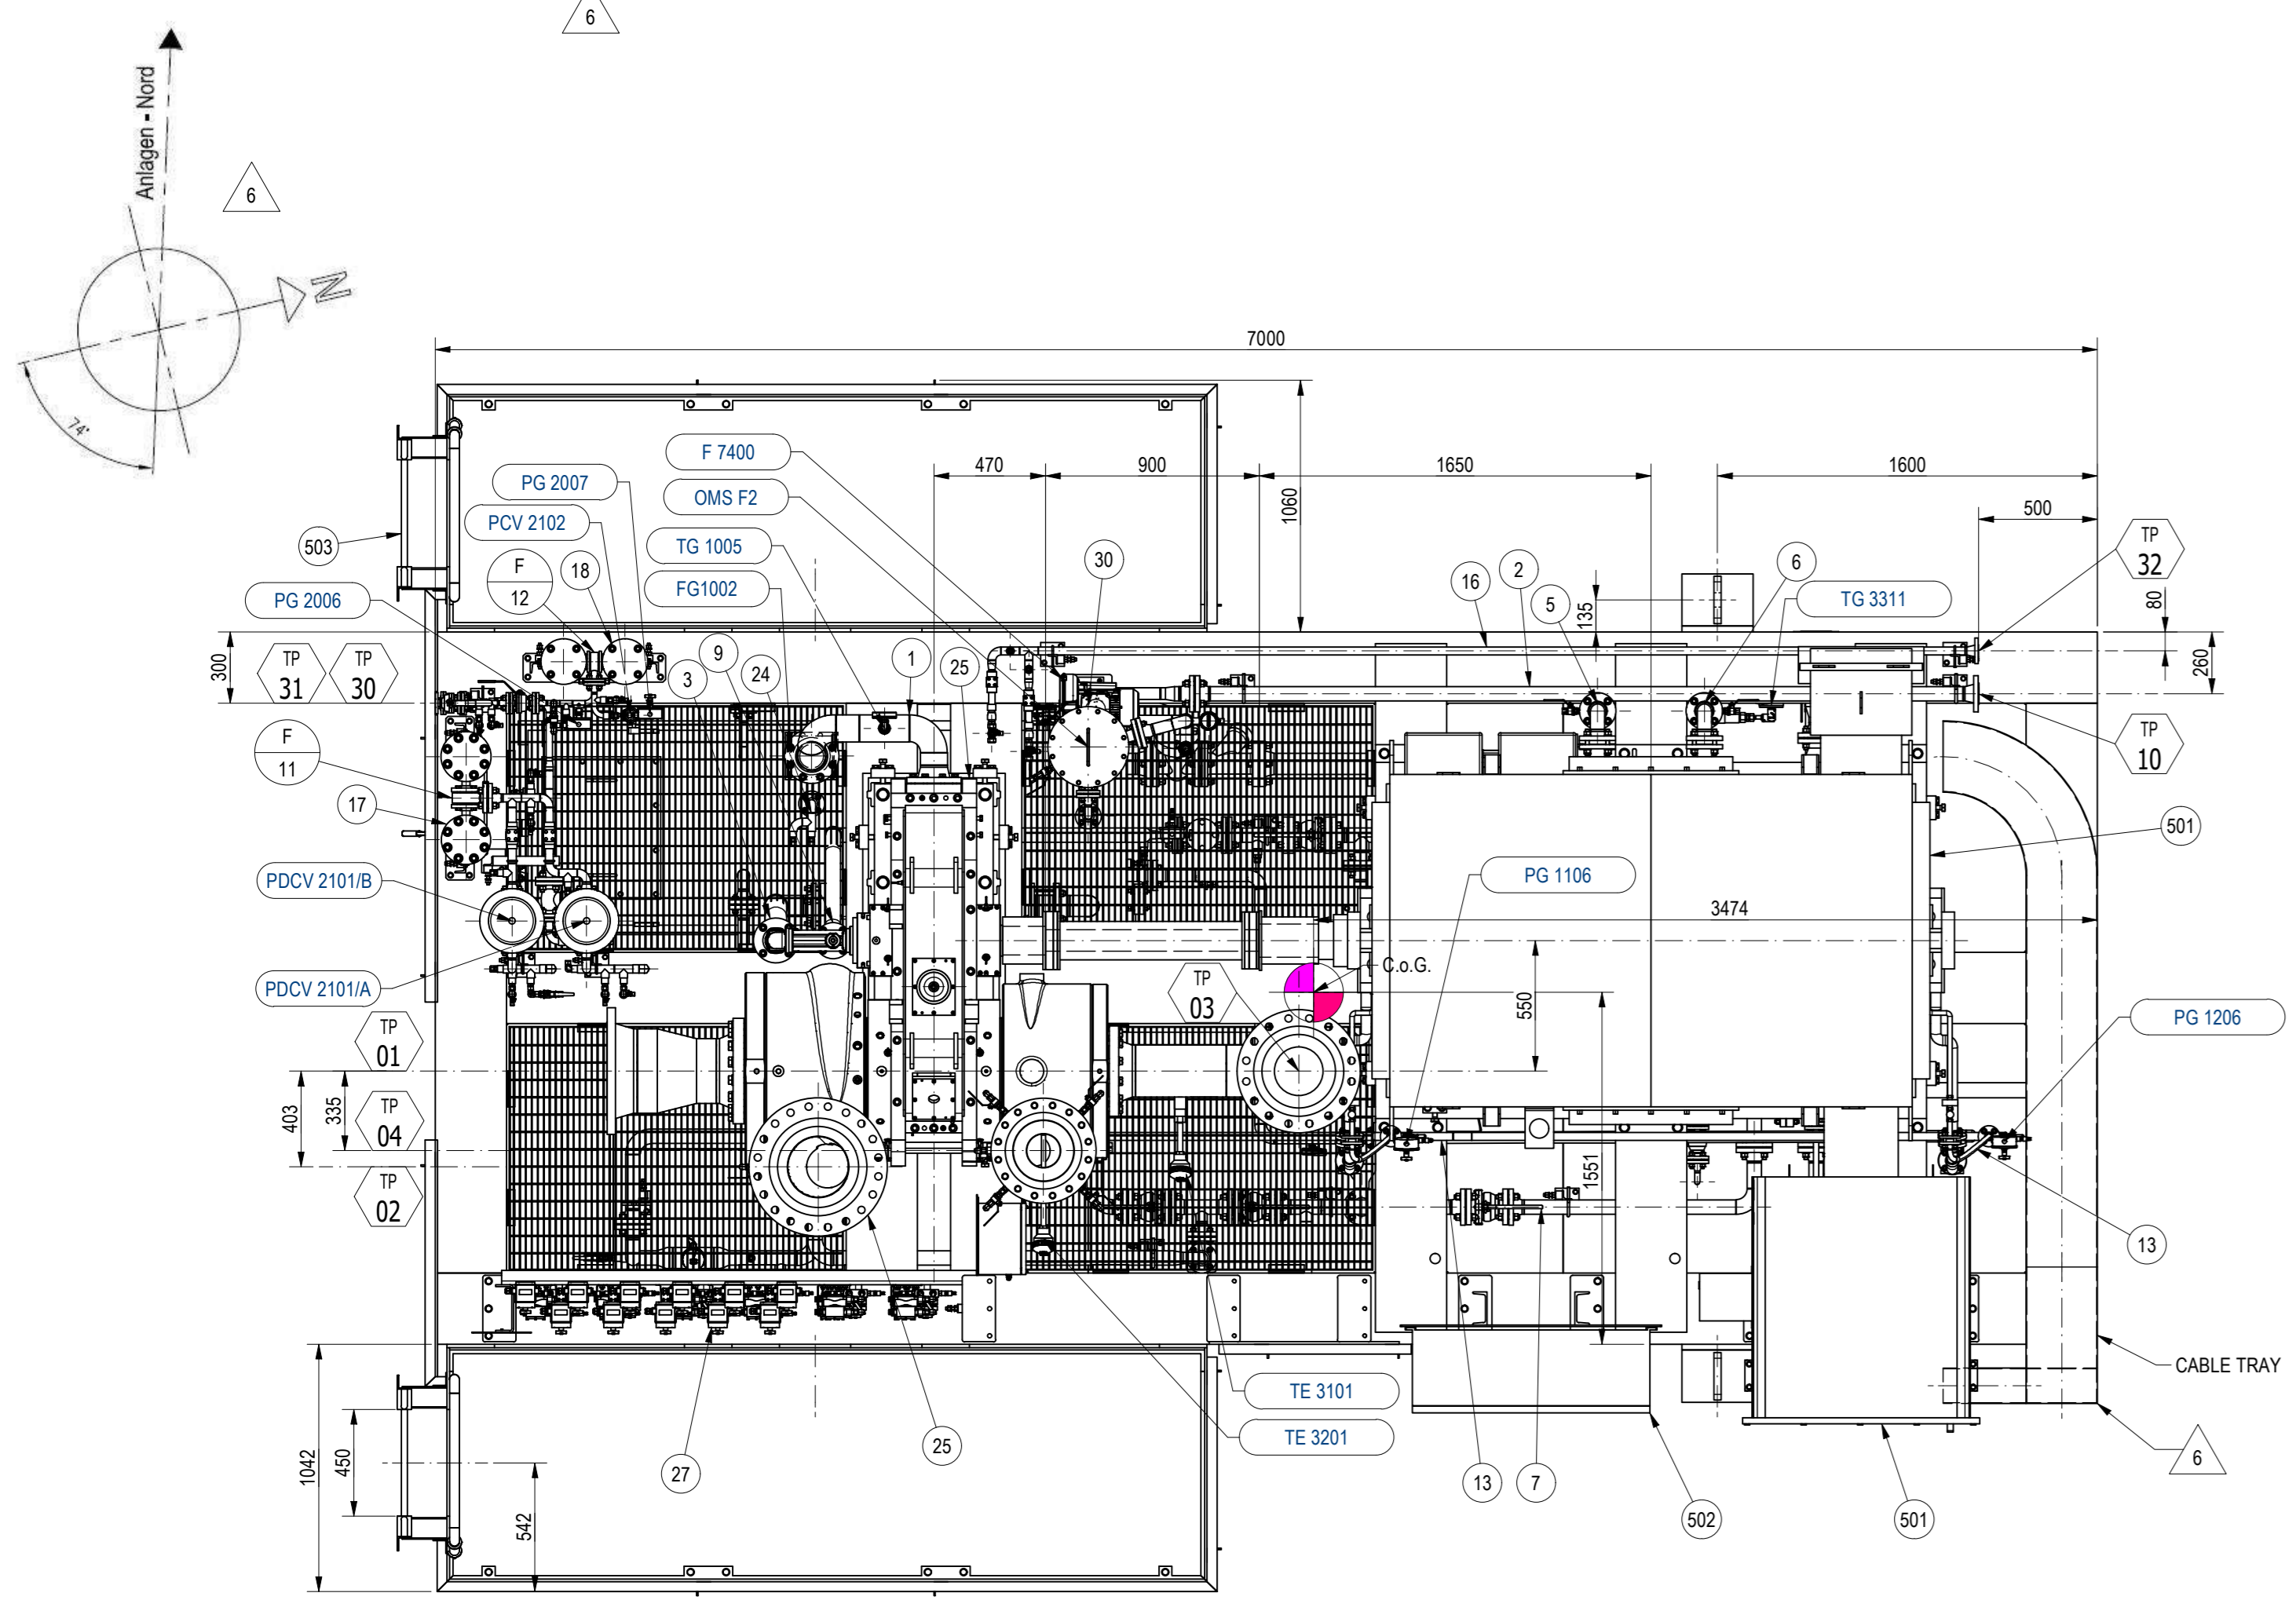 6
Anlagen - Nord
6
N
74°
7000
F 7400
470
900
1650
1600
PG 2007
OMS F2
1060
500
PCV 2102
TG 1005
TP
32
503
F
12
18
FG1002
30
16
2
5
6
TG 3311
135
80
PG 2006
300
TP
31
TP
30
3
9
24
1
25
260
F
11
TP
10
17
501
PDCV 2101/B
PG 1106
3474
PDCV 2101/A
C.o.G.
TP
03
550
PG 1206
TP
01
403
335
TP
04
TP
02
1551
13
CABLE TRAY
TE 3101
TE 3201
1042
450
542
27
25
13
7
502
501
6